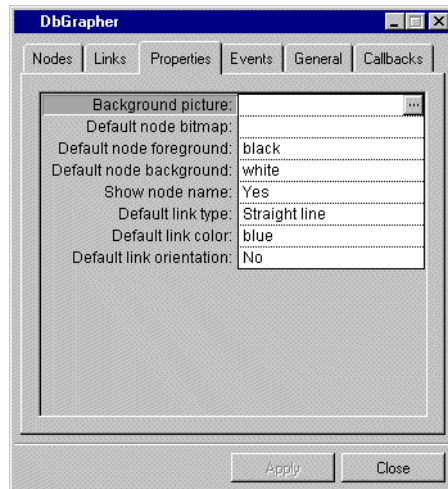 DbGrapher
Nodes Links Properties Events General Callbacks
Background picture: ...
Default node bitmap:
Default node foreground: black
Default node background: white
Show node name: Yes
Default link type: Straight line
Default link color: blue
Default link orientation: No
Apply Close